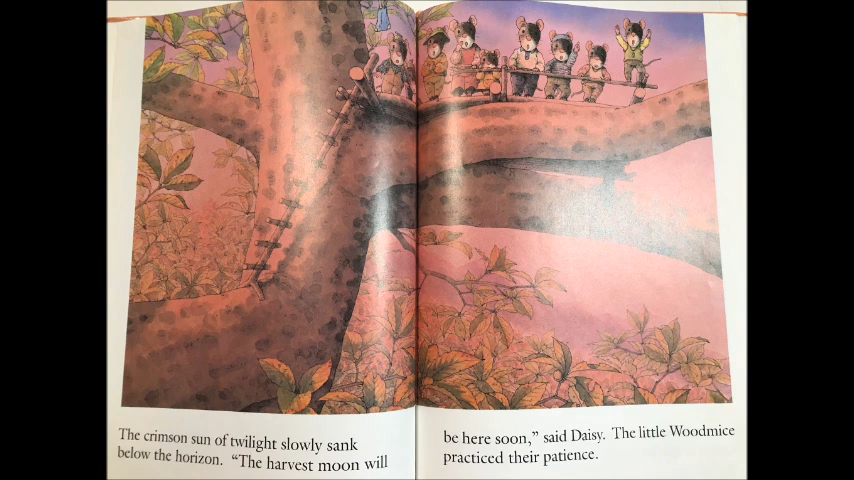 The crimson sun of twilight slowly sank
below the horizon. “The harvest moon will
be here soon,” said Daisy. The little Woodmice
practiced their patience.